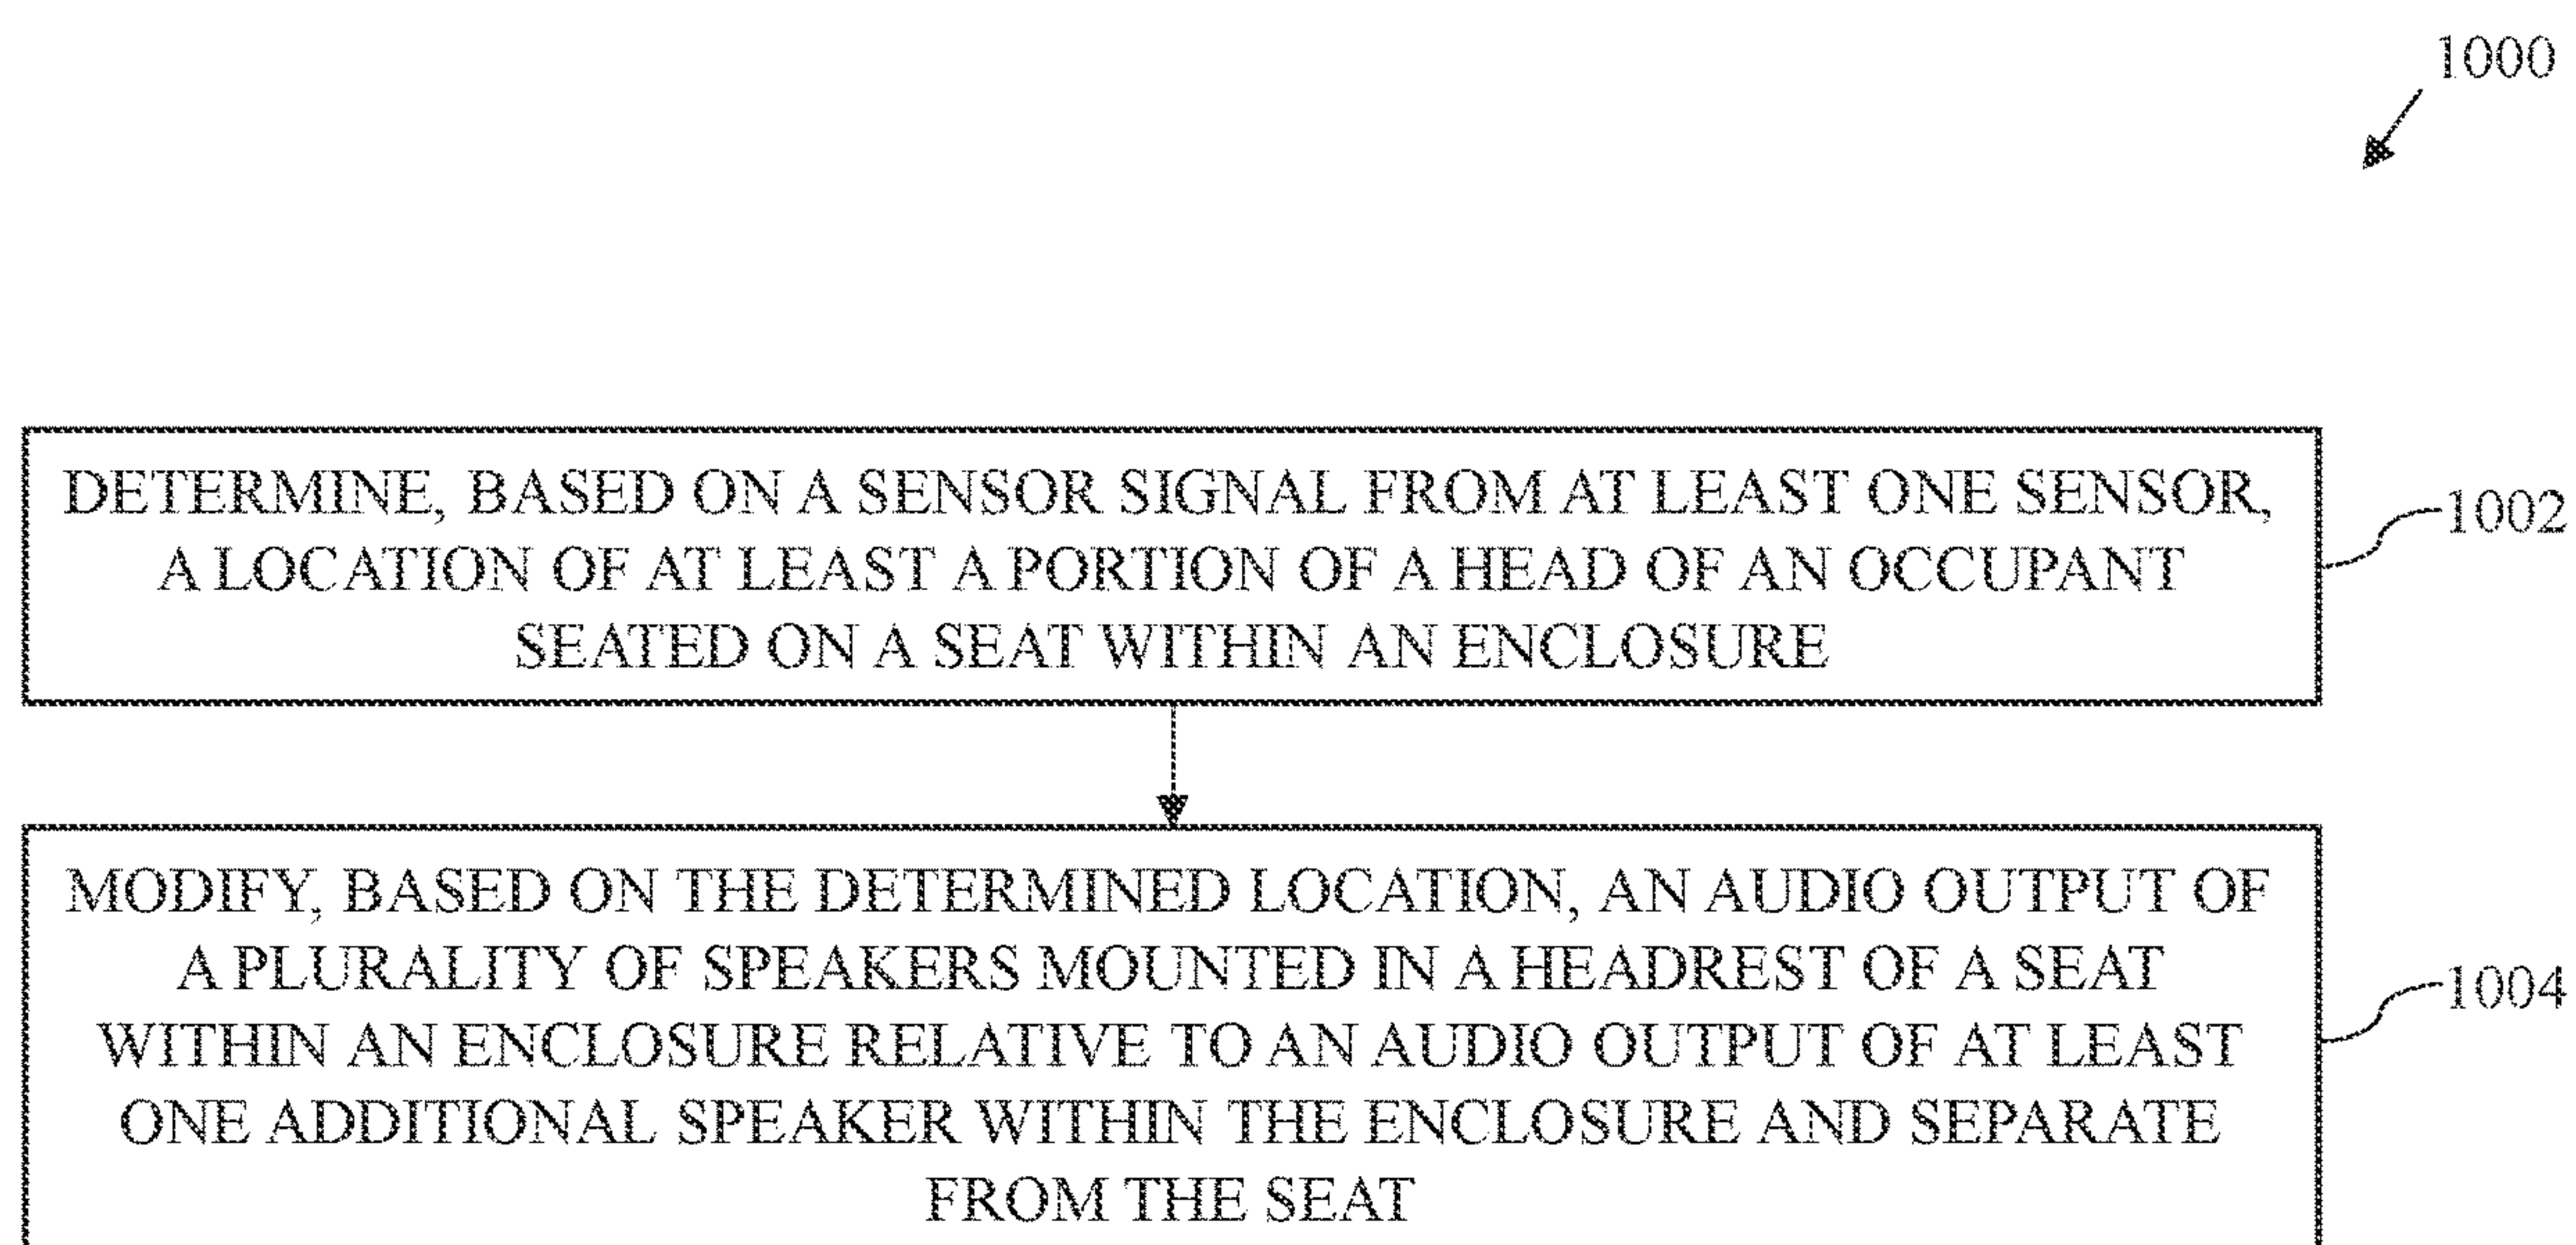 1000
DETERMINE, BASED ON A SENSOR SIGNAL FROM AT LEAST ONE SENSOR,
A LOCATION OF AT LEAST A PORTION OF A HEAD OF AN OCCUPANT
SEATED ON A SEAT WITHIN AN ENCLOSURE
1002
MODIFY, BASED ON THE DETERMINED LOCATION, AN AUDIO OUTPUT OF
A PLURALITY OF SPEAKERS MOUNTED IN A HEADREST OF A SEAT
WITHIN AN ENCLOSURE RELATIVE TO AN AUDIO OUTPUT OF AT LEAST
ONE ADDITIONAL SPEAKER WITHIN THE ENCLOSURE AND SEPARATE
FROM THE SEAT
1004